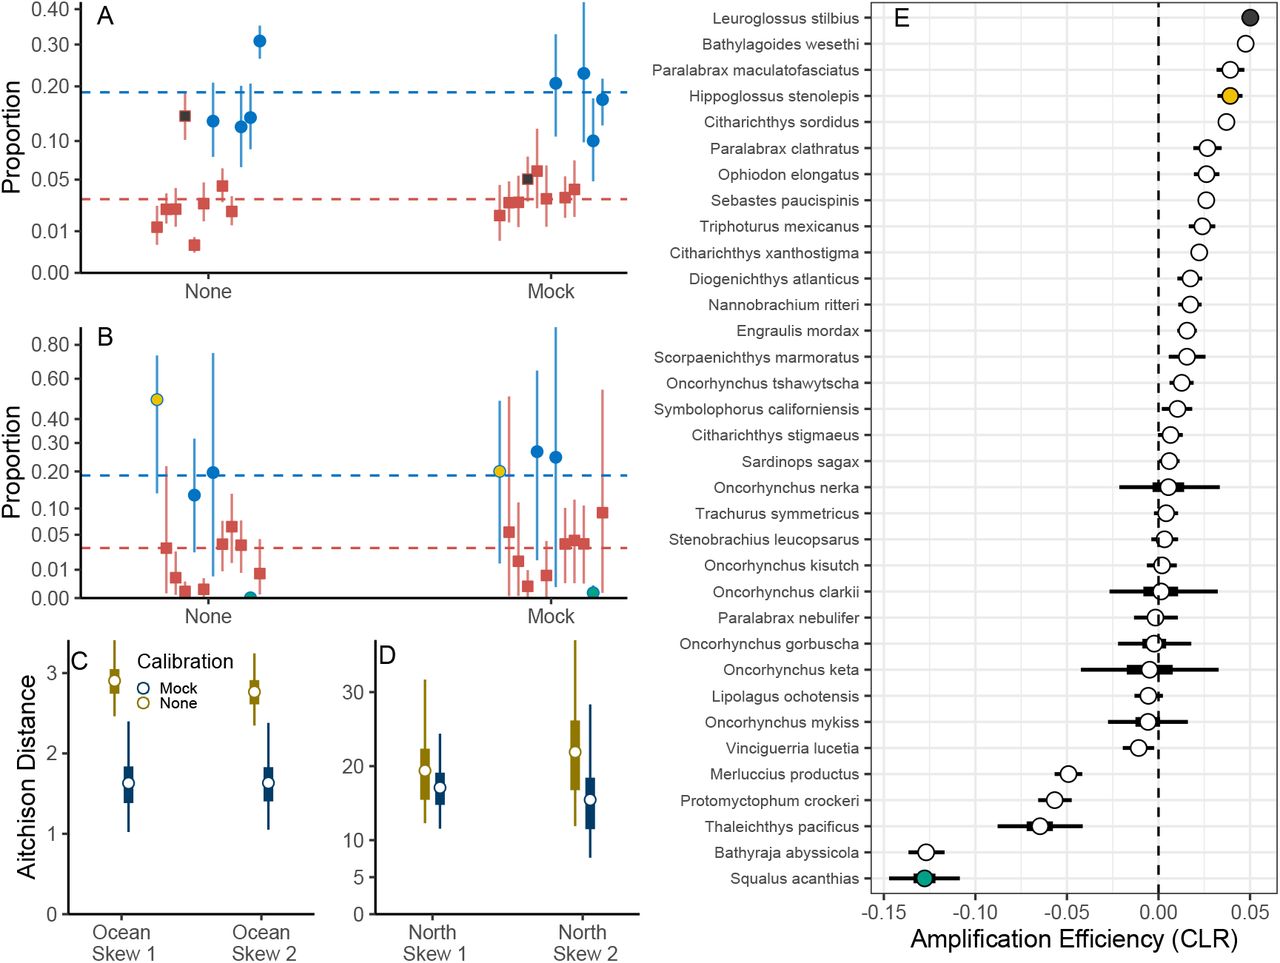 A
Proportion
0.40
0.30
0.20
0.10
0.05
0.01
0.00
None
Mock
B
Proportion
0.80
0.60
0.40
0.30
0.20
0.10
0.05
0.01
0.00
None
Mock
C
Calibration
Mock
None
Aitchison Distance
3
2
1
0
Ocean
Skew 1
Ocean
Skew 2
D
30
20
10
5
0
North
Skew 1
North
Skew 2
E
Leuroglossus stilbius
Bathylagoides wesethi
Paralabrax maculatofasciatus
Hippoglossus stenolepis
Citharichthys sordidus
Paralabrax clathratus
Ophiodon elongatus
Sebastes paucispinis
Triphoturus mexicanus
Citharichthys xanthostigma
Diogenichthys atlanticus
Nannobrachium ritteri
Engraulis mordax
Scorpaenichthys marmoratus
Oncorhynchus tshawytscha
Symbolophorus californiensis
Citharichthys stigmaeus
Sardinops sagax
Oncorhynchus nerka
Trachurus symmetricus
Stenobrachius leucopsarus
Oncorhynchus kisutch
Oncorhynchus clarkii
Paralabrax nebulifer
Oncorhynchus gorbuscha
Oncorhynchus keta
Lipolagus ochotensis
Oncorhynchus mykiss
Vinciguerria lucetia
Merluccius productus
Protomyctophum crockeri
Thaleichthys pacificus
Bathyraja abyssicola
Squalus acanthias
-0.15
-0.10
-0.05
0.00
0.05
Amplification Efficiency (CLR)